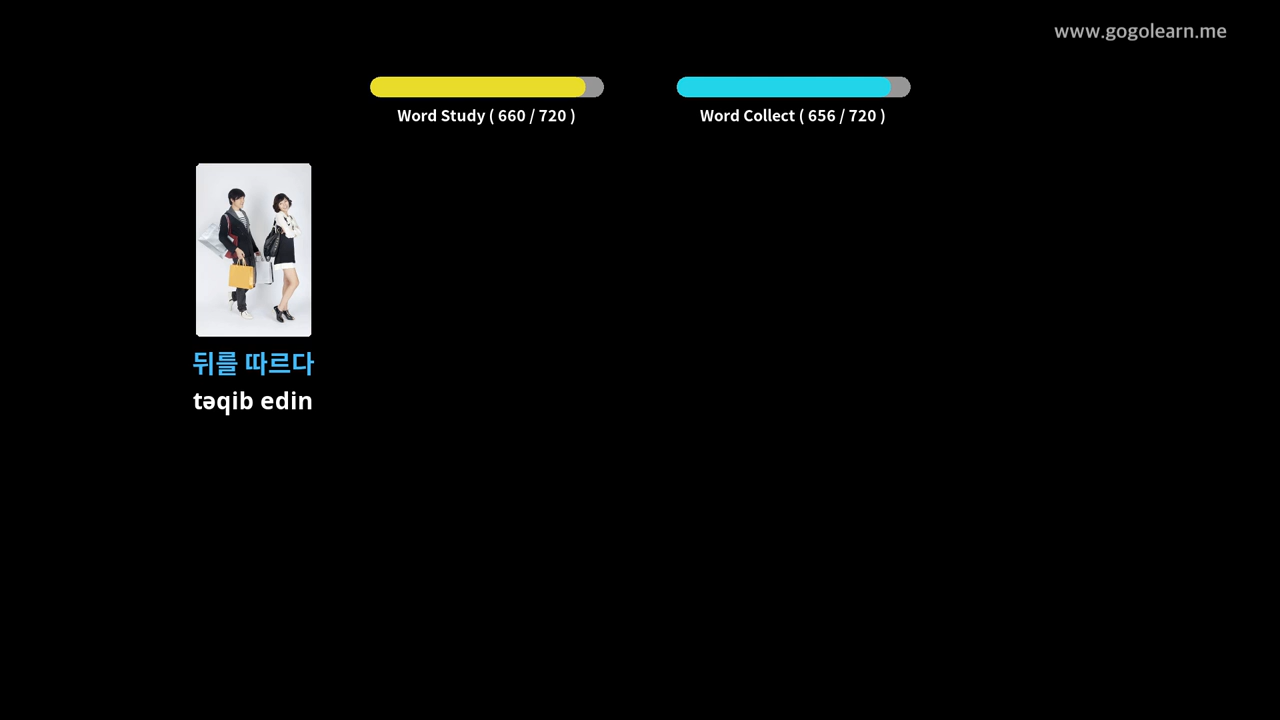 www.gogolearn.me
Word Study ( 660 / 720 )
Word Collect ( 656 / 720 )
뒤를 따르다
təqib edin